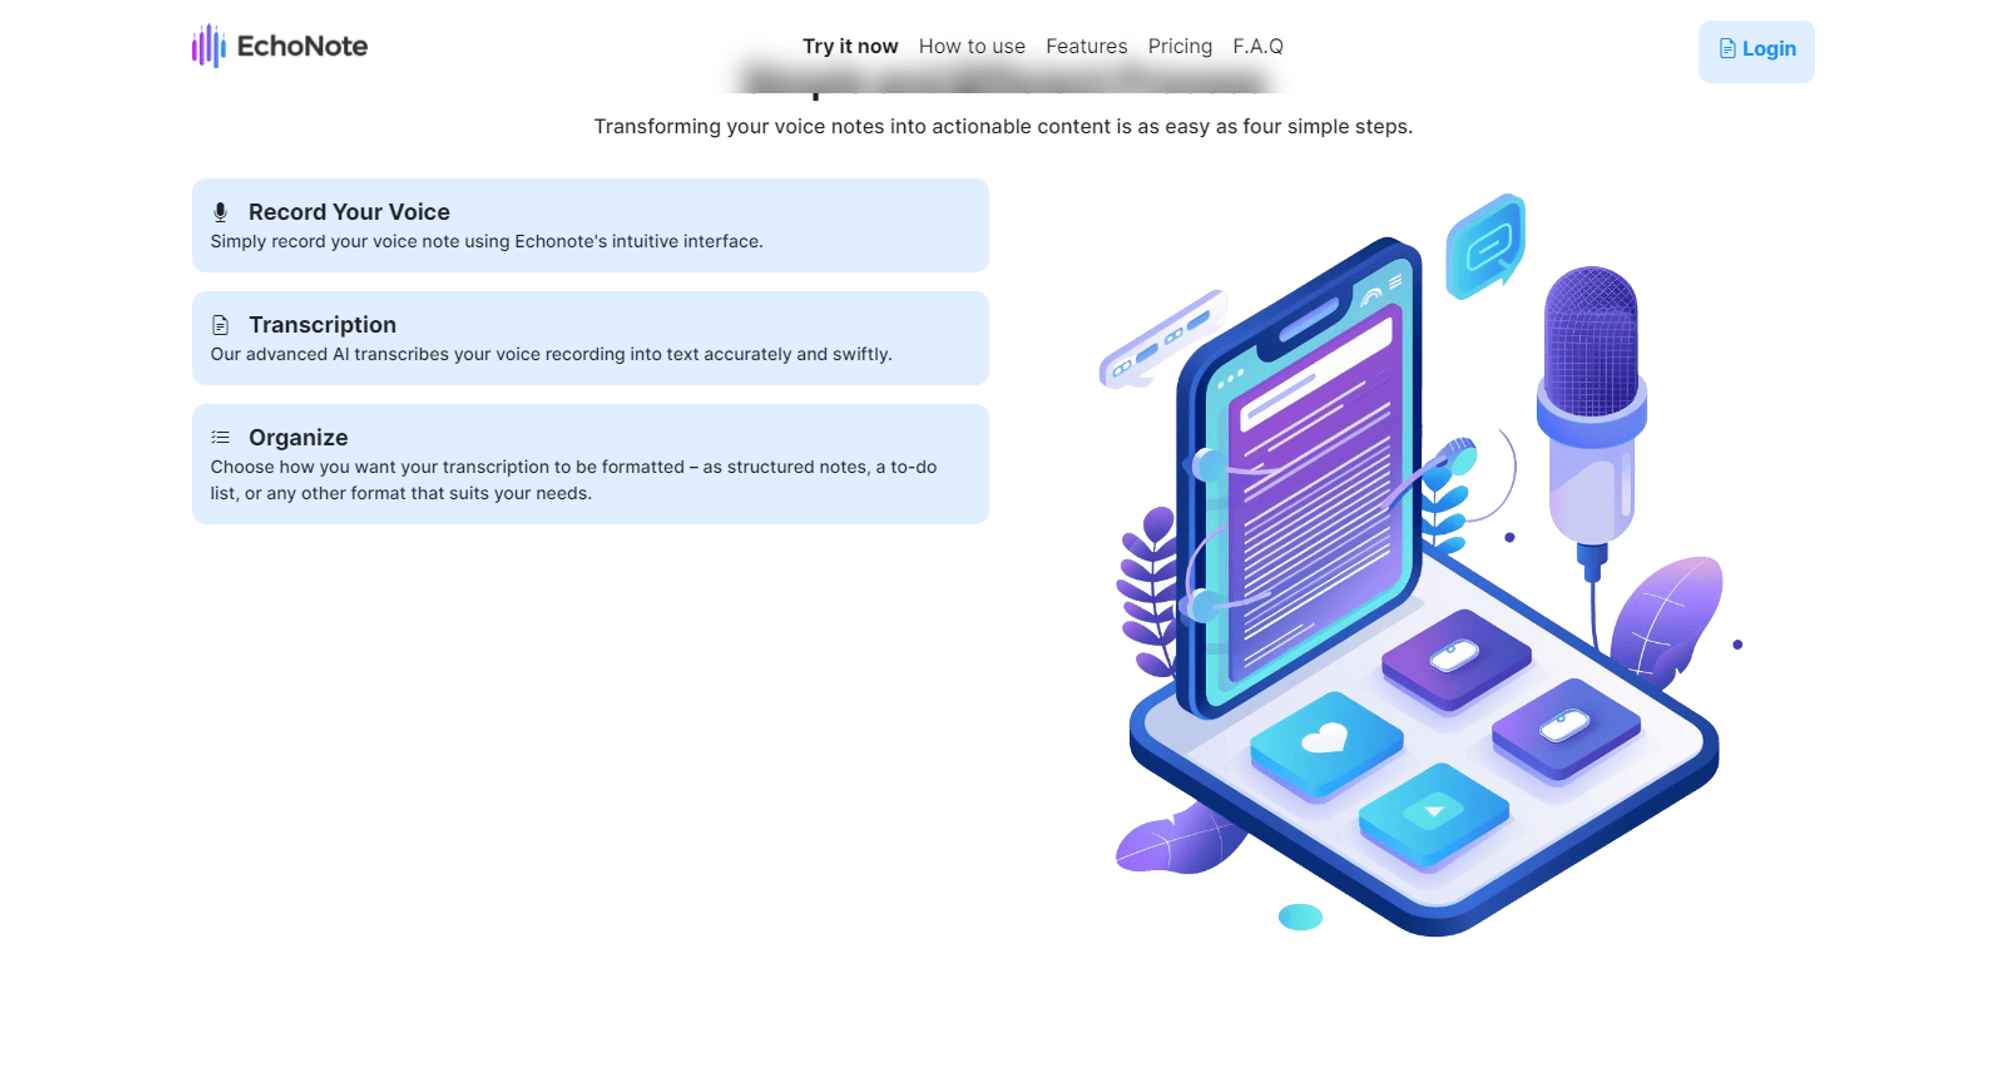 EchoNote
Try it now How to use Features Pricing F.A.Q
Login
Transforming your voice notes into actionable content is as easy as four simple steps.
Record Your Voice
Simply record your voice note using Echonote's intuitive interface.
Transcription
Our advanced AI transcribes your voice recording into text accurately and swiftly.
Organize
Choose how you want your transcription to be formatted – as structured notes, a to-do
list, or any other format that suits your needs.